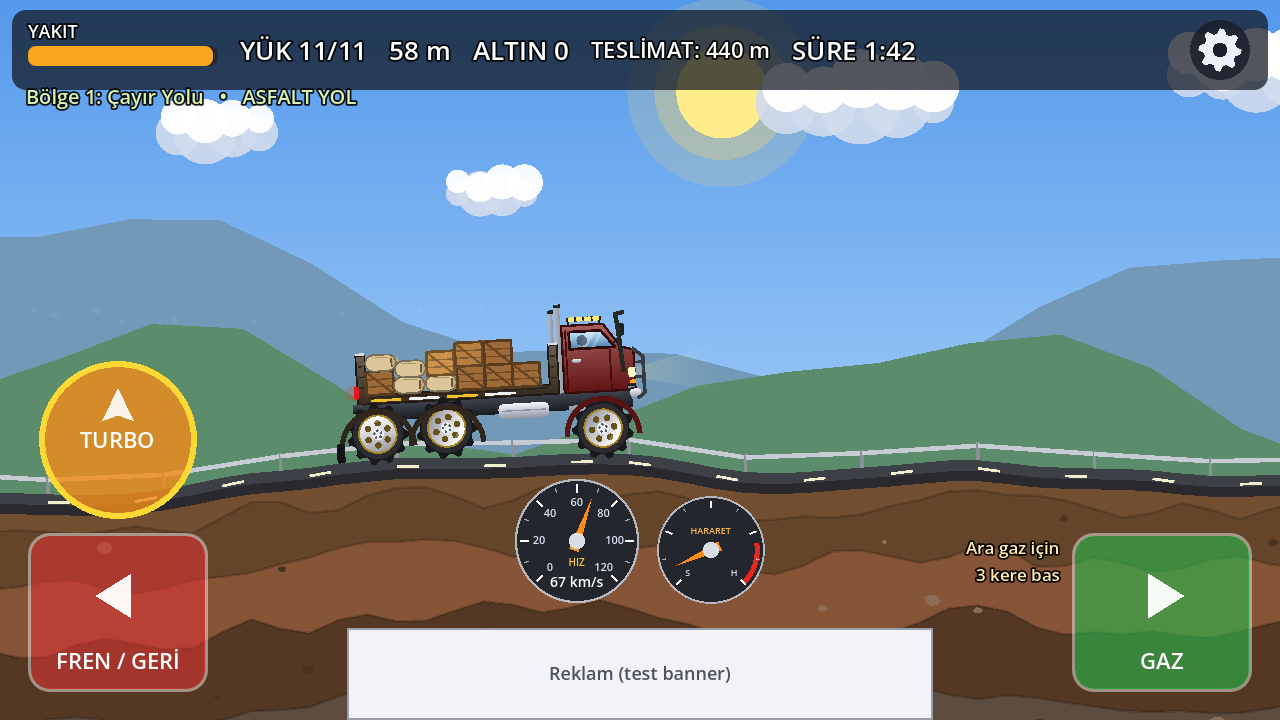 YAKIT
YÜK 11/11 58 m ALTIN 0 TESLİMAT: 440 m SÜRE 1:42
Bölge 1: Çayır Yolu • ASFALT YOL
TURBO
0 20 40 60 80 100 120
HIZ
67 km/s
HARARET
S H
Ara gaz için
3 kere bas
FREN / GERİ
GAZ
Reklam (test banner)